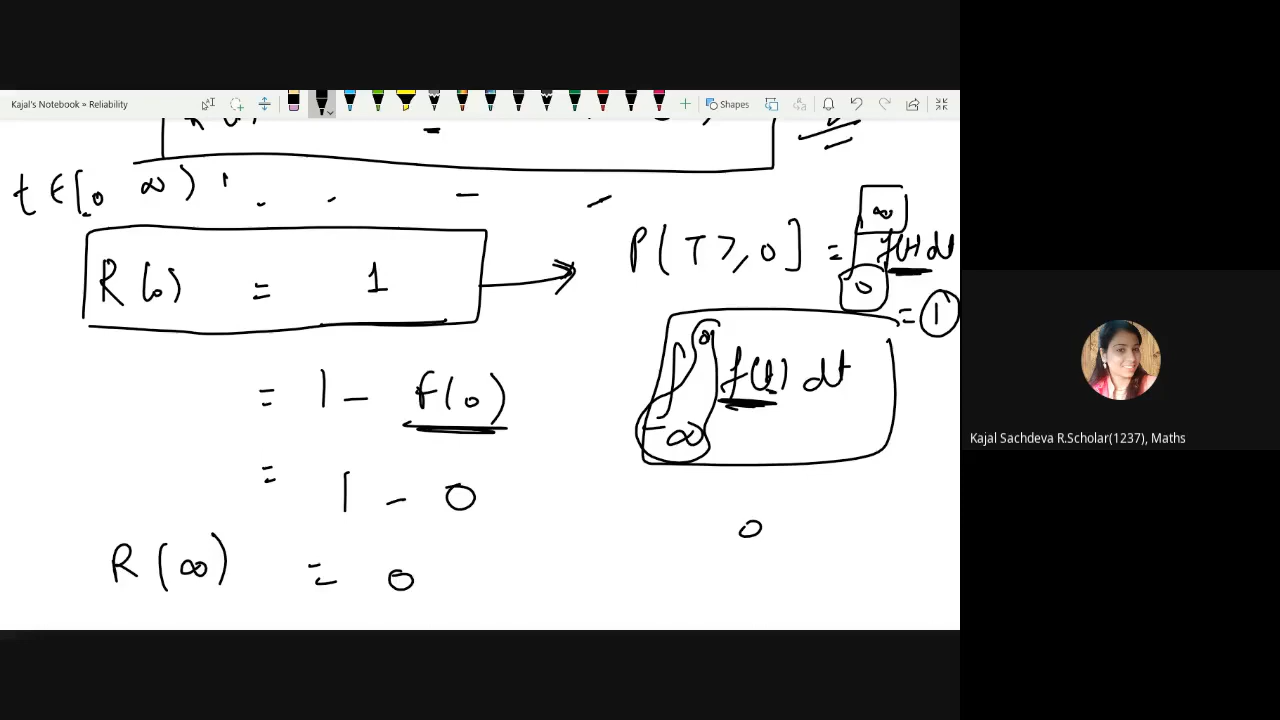 Kajal's Notebook » Reliability
Shapes
t ∈ [0 ∞)
R(0) = 1
P[T ≥, 0] = ∫₀^∞ f(t) dt
= 1
∫_{-∞}^{∞} f(t) dt
= 1 - F(0)
= 1 - 0
0
R(∞) = 0
Kajal Sachdeva R.Scholar(1237), Maths